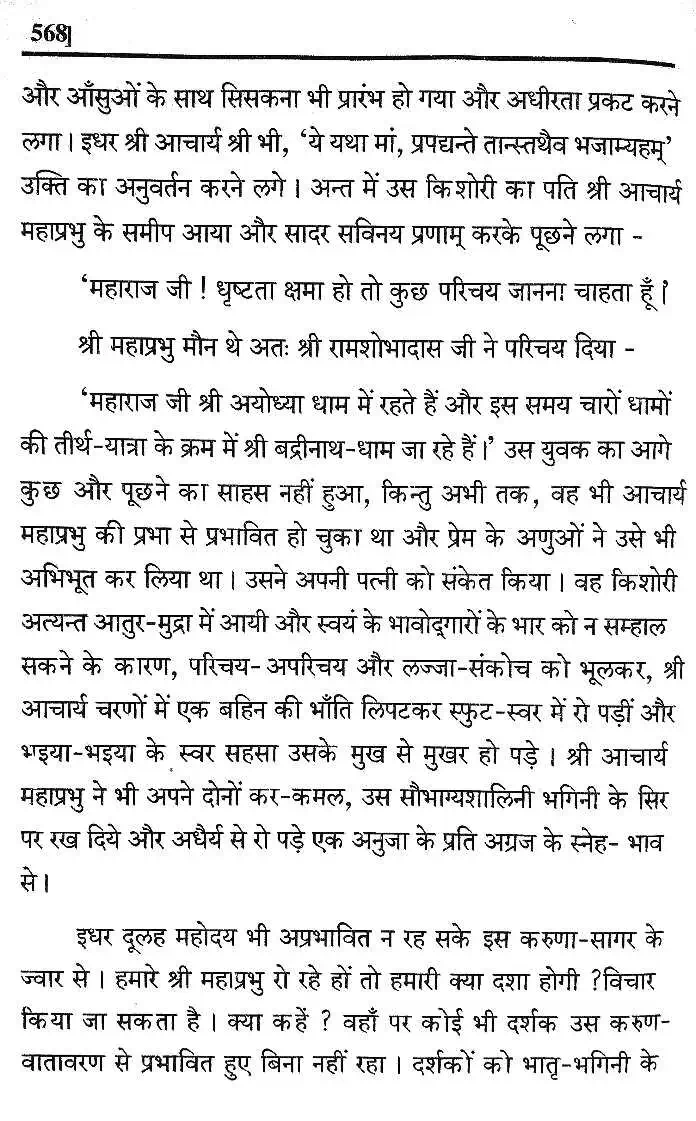 568]
और आँसुओं के साथ सिसकना भी प्रारंभ हो गया और अधीरता प्रकट करने
लगा। इधर श्री आचार्य श्री भी, ‘ये यथा मां, प्रपद्यन्ते तान्स्तथैव भजाम्यहम्’
उक्ति का अनुवर्तन करने लगे। अन्त में उस किशोरी का पति श्री आचार्य
महाप्रभु के समीप आया और सादर सविनय प्रणाम् करके पूछने लगा -
‘महाराज जी ! धृष्टता क्षमा हो तो कुछ परिचय जानना चाहता हूँ।
श्री महाप्रभु मौन थे अतः श्री रामशोभादास जी ने परिचय दिया -
‘महाराज जी श्री अयोध्या धाम में रहते हैं और इस समय चारों धामों
की तीर्थ-यात्रा के क्रम में श्री बद्रीनाथ-धाम जा रहे हैं।’ उस युवक का आगे
कुछ और पूछने का साहस नहीं हुआ, किन्तु अभी तक, वह भी आचार्य
महाप्रभु की प्रभा से प्रभावित हो चुका था और प्रेम के अणुओं ने उसे भी
अभिभूत कर लिया था। उसने अपनी पत्नी को संकेत किया। वह किशोरी
अत्यन्त आतुर-मुद्रा में आयी और स्वयं के भावोद्गारों के भार को न सम्हाल
सकने के कारण, परिचय-अपरिचय और लज्जा-संकोच को भूलकर, श्री
आचार्य चरणों में एक बहिन की भाँति लिपटकर स्फुट-स्वर में रो पड़ीं और
भइया-भइया के स्वर सहसा उसके मुख से मुखर हो पड़े। श्री आचार्य
महाप्रभु ने भी अपने दोनों कर-कमल, उस सौभाग्यशालिनी भगिनी के सिर
पर रख दिये और अधैर्य से रो पड़े एक अनुजा के प्रति अग्रज के स्नेह- भाव
से।
इधर दूलह महोदय भी अप्रभावित न रह सके इस करुणा-सागर के
ज्वार से। हमारे श्री महाप्रभु रो रहे हों तो हमारी क्या दशा होगी ?विचार
किया जा सकता है। क्या कहें ? वहाँ पर कोई भी दर्शक उस करुण-
वातावरण से प्रभावित हुए बिना नहीं रहा। दर्शकों को भातृ-भगिनी के